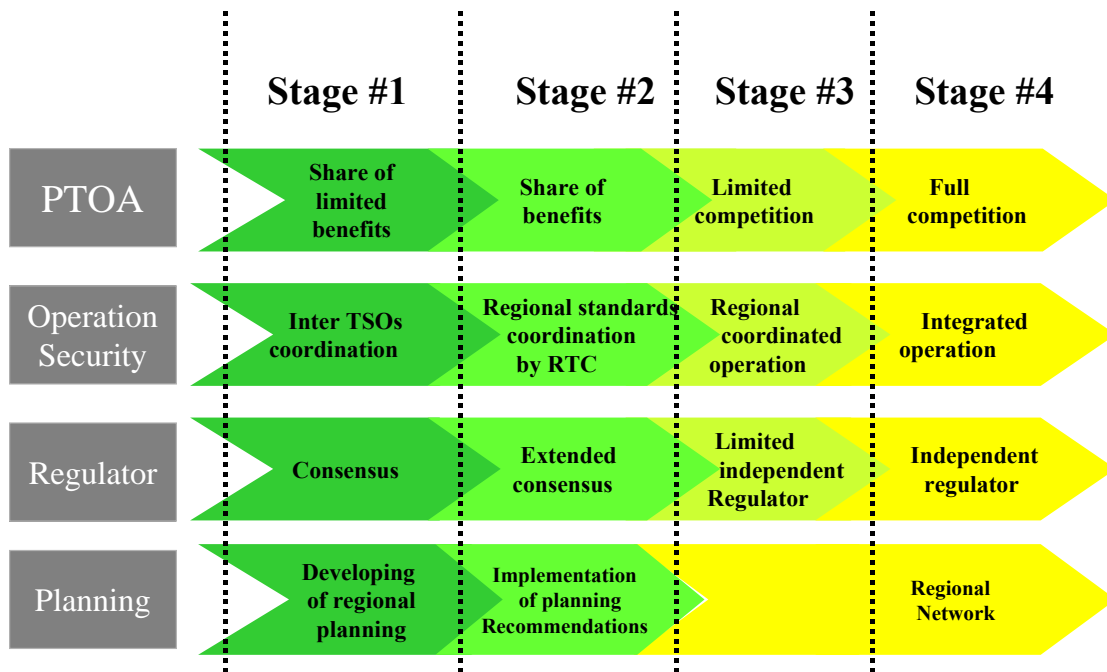 Stage #1
Stage #2
Stage #3
Stage #4
PTOA
Share of
limited
benefits
Share of
benefits
Limited
competition
Full
competition
Operation
Security
Inter TSOs
coordination
Regional standards
coordination
by RTC
Regional
coordinated
operation
Integrated
operation
Regulator
Consensus
Extended
consensus
Limited
independent
Regulator
Independent
regulator
Planning
Developing
of regional
planning
Implementation
of planning
Recommendations
Regional
Network